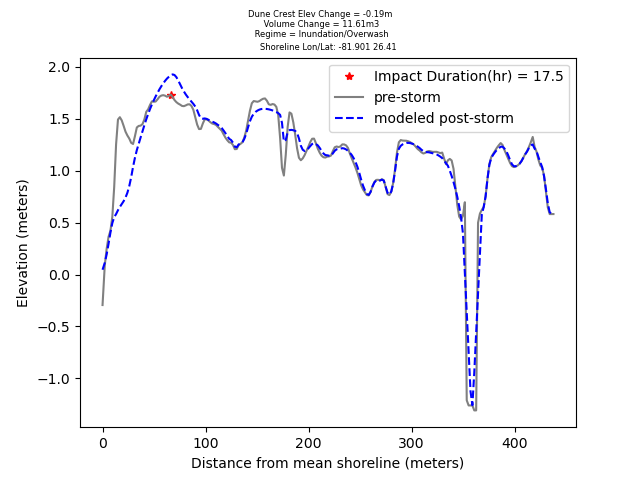 Dune Crest Elev Change = -0.19m
Volume Change = 11.61m3
Regime = Inundation/Overwash
Shoreline Lon/Lat: -81.901 26.41
Impact Duration(hr) = 17.5
pre-storm
modeled post-storm
2.0
1.5
1.0
0.5
0.0
−0.5
−1.0
Elevation (meters)
0 100 200 300 400
Distance from mean shoreline (meters)